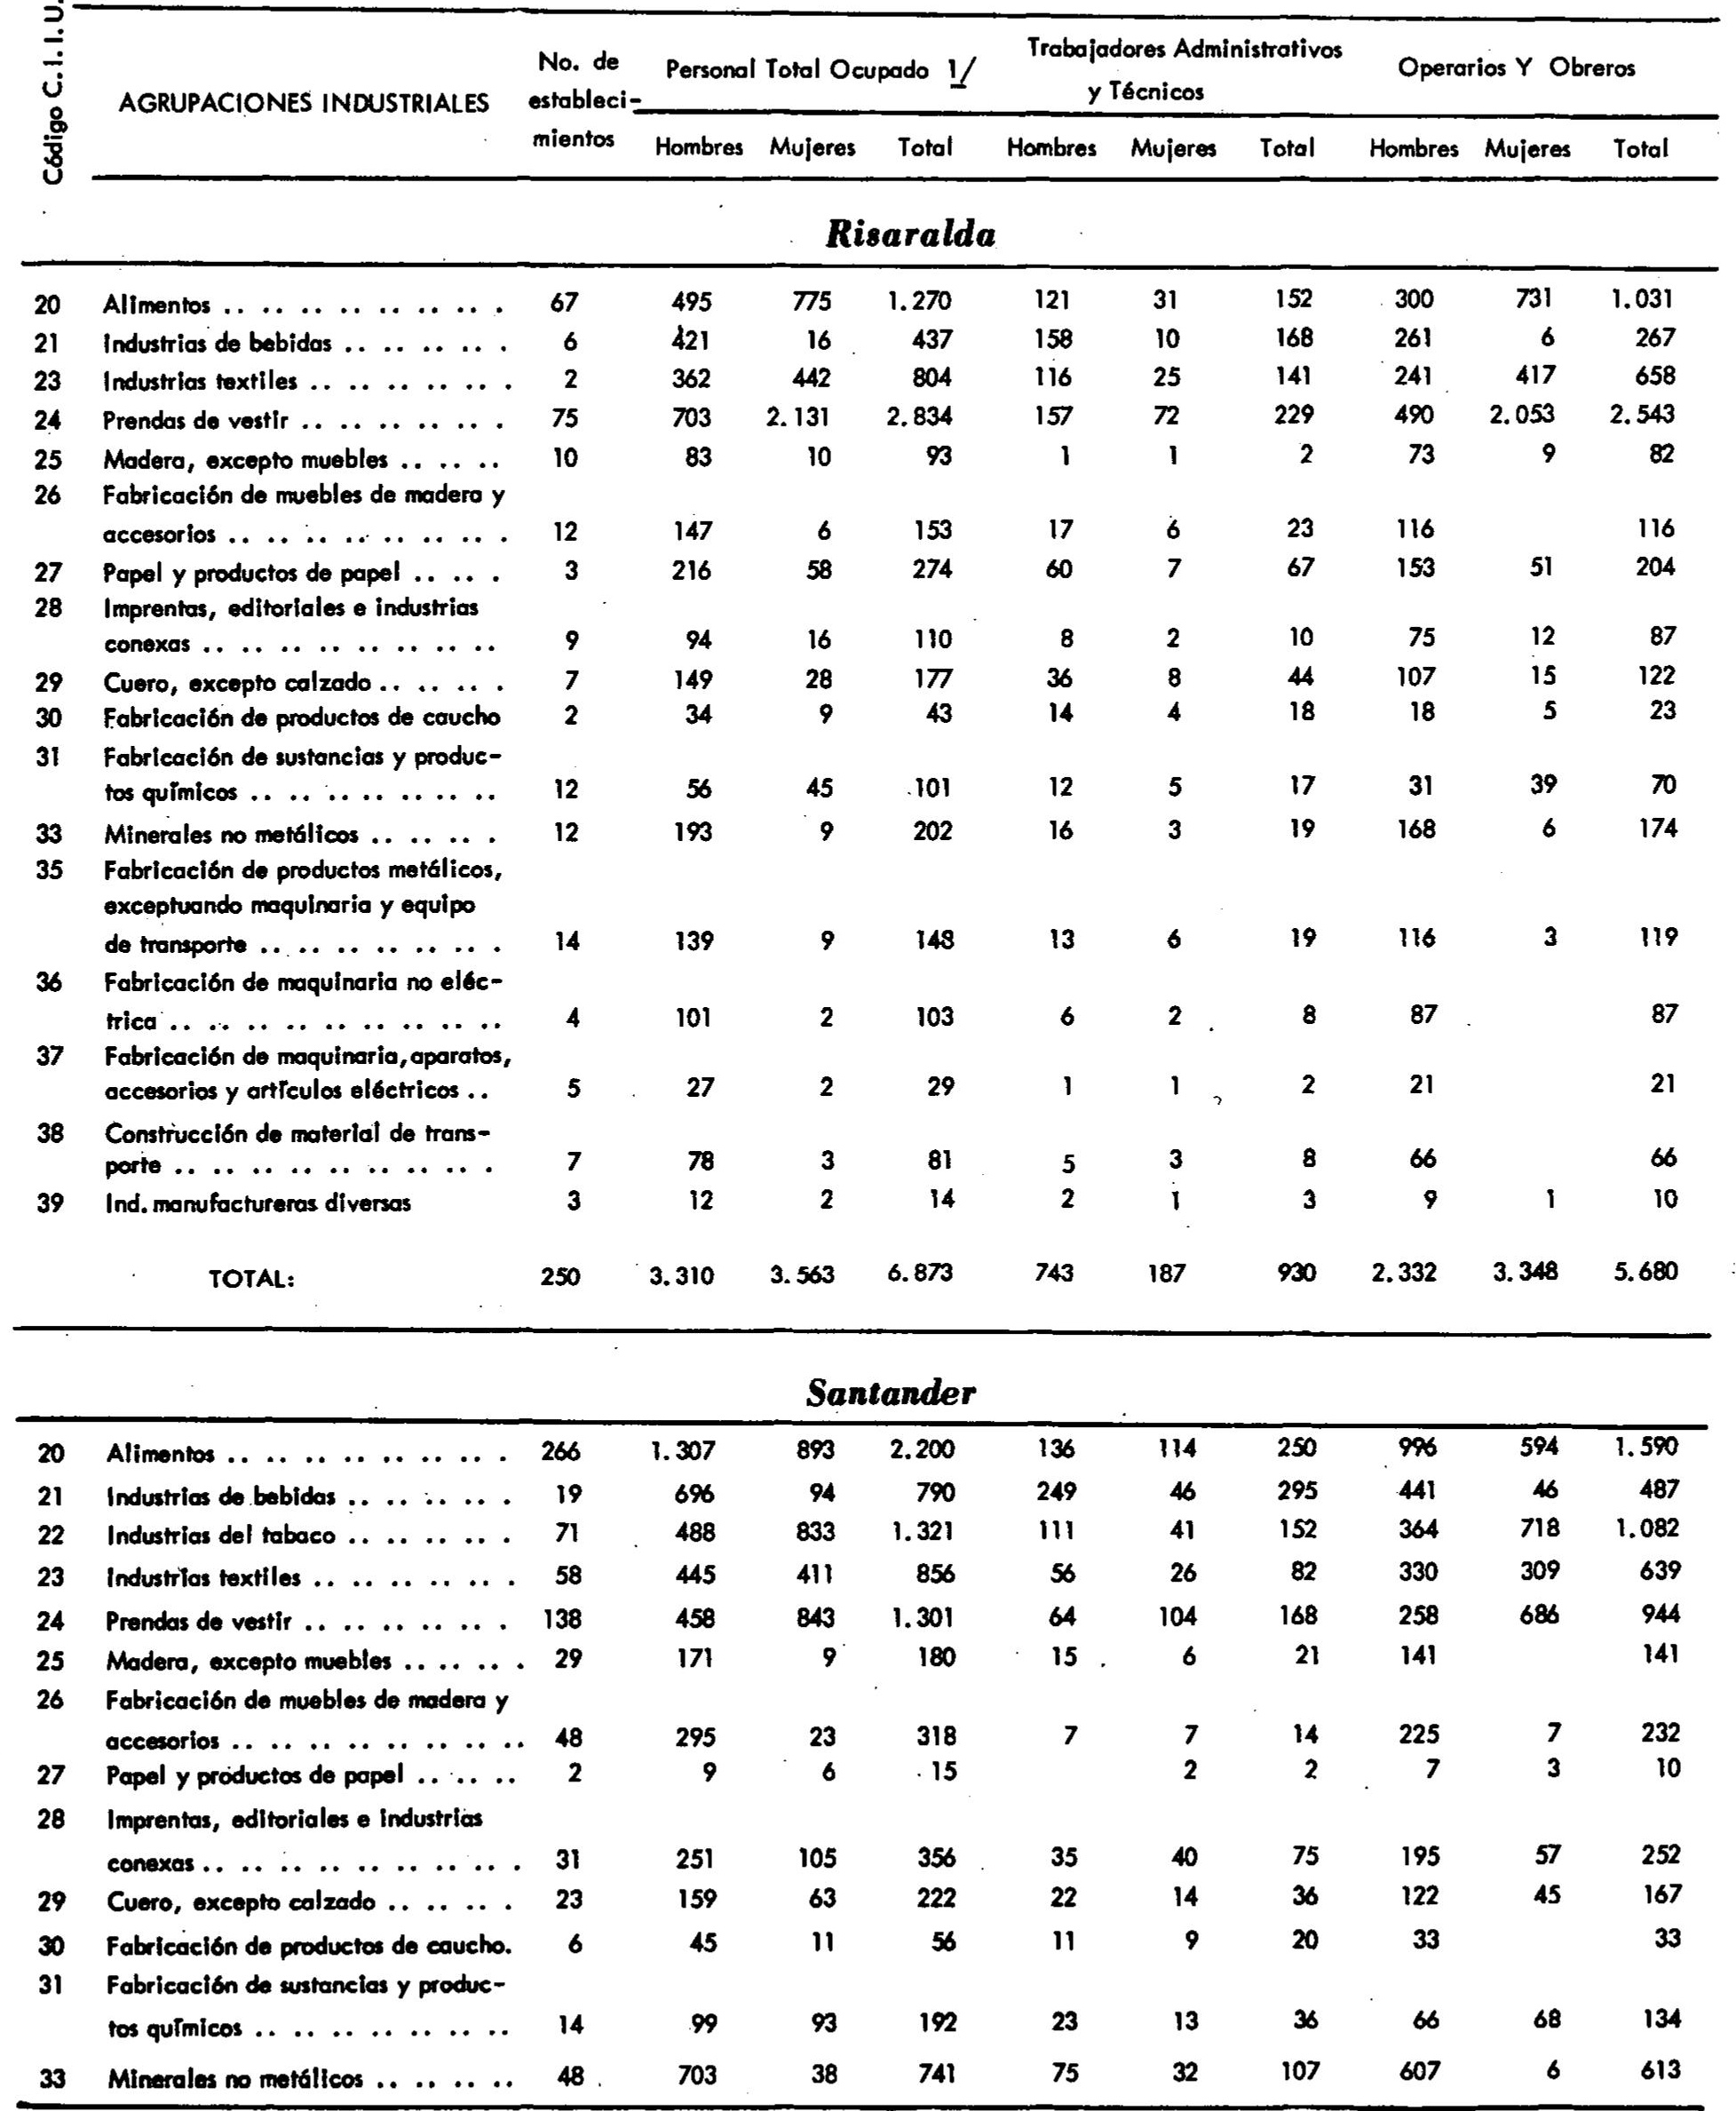 Código C.I.I.U.
AGRUPACIONES INDUSTRIALES No. de estableci- mientos Personal Total Ocupado 1/ Trabajadores Administrativos y Técnicos Operarios Y Obreros
Hombres Mujeres Total Hombres Mujeres Total Hombres Mujeres Total
Risaralda
20 Alimentos .. .. .. .. .. .. .. . 67 495 775 1.270 121 31 152 300 731 1.031
21 Industrias de bebidas .. .. .. .. . 6 421 16 437 158 10 168 261 6 267
23 Industrias textiles .. .. .. .. .. . 2 362 442 804 116 25 141 241 417 658
24 Prendas de vestir .. .. .. .. .. . 75 703 2.131 2.834 157 72 229 490 2.053 2.543
25 Madera, excepto muebles .. .. .. 10 83 10 93 1 1 2 73 9 82
26 Fabricación de muebles de madera y
accesorios .. .. .. .. .. .. .. . 12 147 6 153 17 6 23 116 116
27 Papel y productos de papel .. .. . 3 216 58 274 60 7 67 153 51 204
28 Imprentas, editoriales e industrias
conexas .. .. .. .. .. .. .. .. 9 94 16 110 8 2 10 75 12 87
29 Cuero, excepto calzado .. .. .. . 7 149 28 177 36 8 44 107 15 122
30 Fabricación de productos de caucho 2 34 9 43 14 4 18 18 5 23
31 Fabricación de sustancias y produc-
tos químicos .. .. .. .. .. .. .. 12 56 45 101 12 5 17 31 39 70
33 Minerales no metálicos .. .. .. . 12 193 9 202 16 3 19 168 6 174
35 Fabricación de productos metálicos,
exceptuando maquinaria y equipo
de transporte .. .. .. .. .. .. . 14 139 9 148 13 6 19 116 3 119
36 Fabricación de maquinaria no eléc-
trica .. .. .. .. .. .. .. .. .. 4 101 2 103 6 2 8 87 87
37 Fabricación de maquinaria, aparatos,
accesorios y artículos eléctricos .. 5 27 2 29 1 1 2 21 21
38 Construcción de material de trans-
porte .. .. .. .. .. .. .. .. .. 7 78 3 81 5 3 8 66 66
39 Ind. manufactureras diversas 3 12 2 14 2 1 3 9 1 10
TOTAL: 250 3.310 3.563 6.873 743 187 930 2.332 3.348 5.680
Santander
20 Alimentos .. .. .. .. .. .. .. . 266 1.307 893 2.200 136 114 250 996 594 1.590
21 Industrias de bebidas .. .. .. .. . 19 696 94 790 249 46 295 441 46 487
22 Industrias del tabaco .. .. .. .. . 71 488 833 1.321 111 41 152 364 718 1.082
23 Industrias textiles .. .. .. .. .. . 58 445 411 856 56 26 82 330 309 639
24 Prendas de vestir .. .. .. .. .. . 138 458 843 1.301 64 104 168 258 686 944
25 Madera, excepto muebles .. .. .. . 29 171 9 180 15 6 21 141 141
26 Fabricación de muebles de madera y
accesorios .. .. .. .. .. .. .. .. 48 295 23 318 7 7 14 225 7 232
27 Papel y productos de papel .. .. .. 2 9 6 15 2 2 7 3 10
28 Imprentas, editoriales e industrias
conexas .. .. .. .. .. .. .. .. . 31 251 105 356 35 40 75 195 57 252
29 Cuero, excepto calzado .. .. .. . 23 159 63 222 22 14 36 122 45 167
30 Fabricación de productos de caucho. 6 45 11 56 11 9 20 33 33
31 Fabricación de sustancias y produc-
tos químicos .. .. .. .. .. .. .. 14 99 93 192 23 13 36 66 68 134
33 Minerales no metálicos .. .. .. .. 48 703 38 741 75 32 107 607 6 613